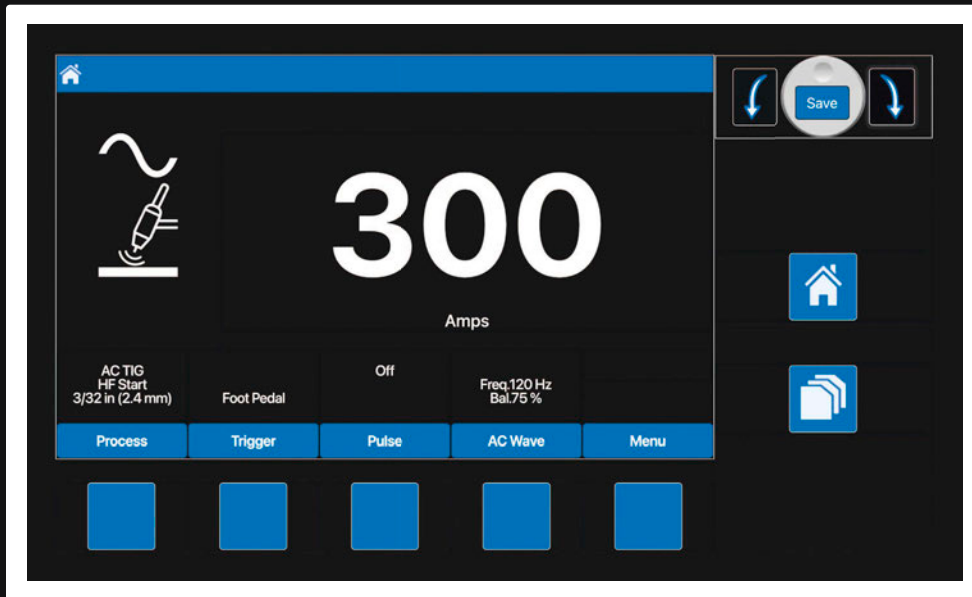 Save
300
Amps
AC TIG
HF Start
3/32 in (2.4 mm)
Foot Pedal
Off
Freq.120 Hz
Bal.75 %
Process
Trigger
Pulse
AC Wave
Menu